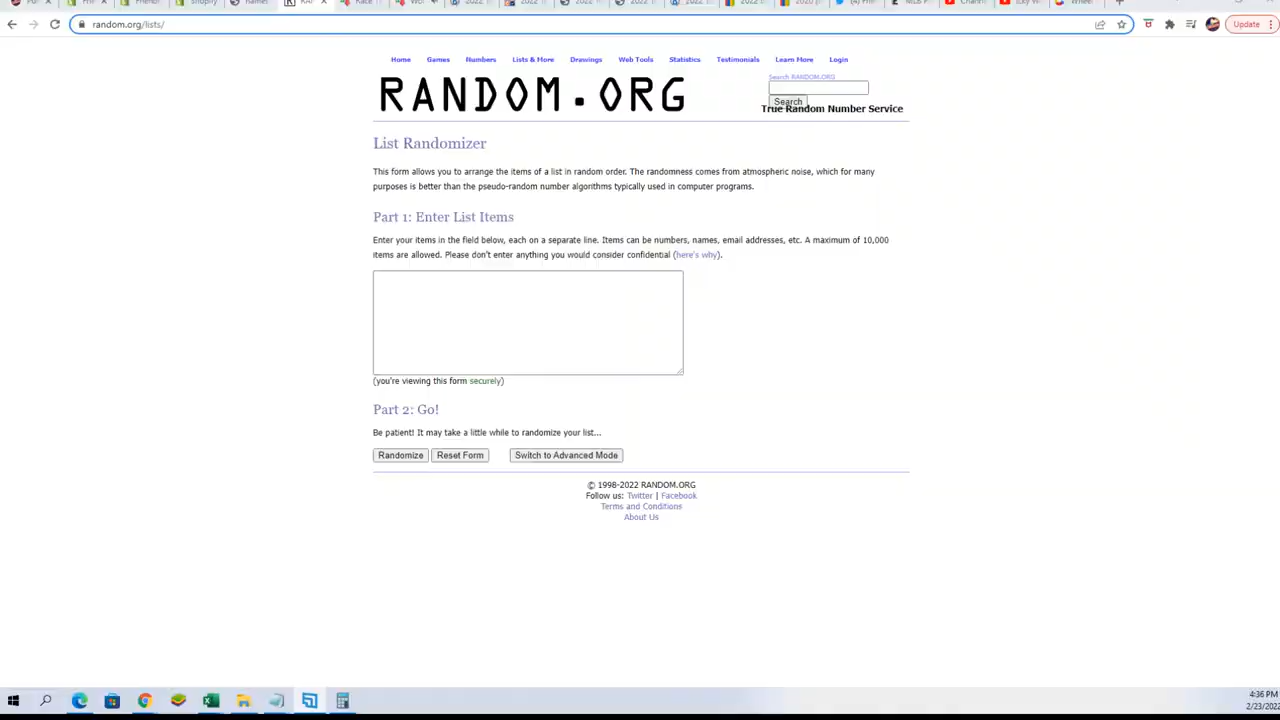 shopify
Names
random.org/lists/
Update
Home Games Numbers Lists & More Drawings Web Tools Statistics Testimonials Learn More Login
RANDOM.ORG
Search RANDOM.ORG
Search
True Random Number Service
List Randomizer
This form allows you to arrange the items of a list in random order. The randomness comes from atmospheric noise, which for many
purposes is better than the pseudo-random number algorithms typically used in computer programs.
Part 1: Enter List Items
Enter your items in the field below, each on a separate line. Items can be numbers, names, email addresses, etc. A maximum of 10,000
items are allowed. Please don't enter anything you would consider confidential (here's why).
(you're viewing this form securely)
Part 2: Go!
Be patient! It may take a little while to randomize your list...
Randomize Reset Form Switch to Advanced Mode
© 1998-2022 RANDOM.ORG
Follow us: Twitter | Facebook
Terms and Conditions
About Us
4:36 PM
2/23/2022